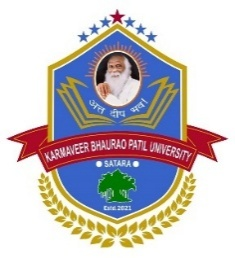 अत्त दीप भव।
KARMAVEER BHAURAO PATIL UNIVERSITY
SATARA
Estd. 2021